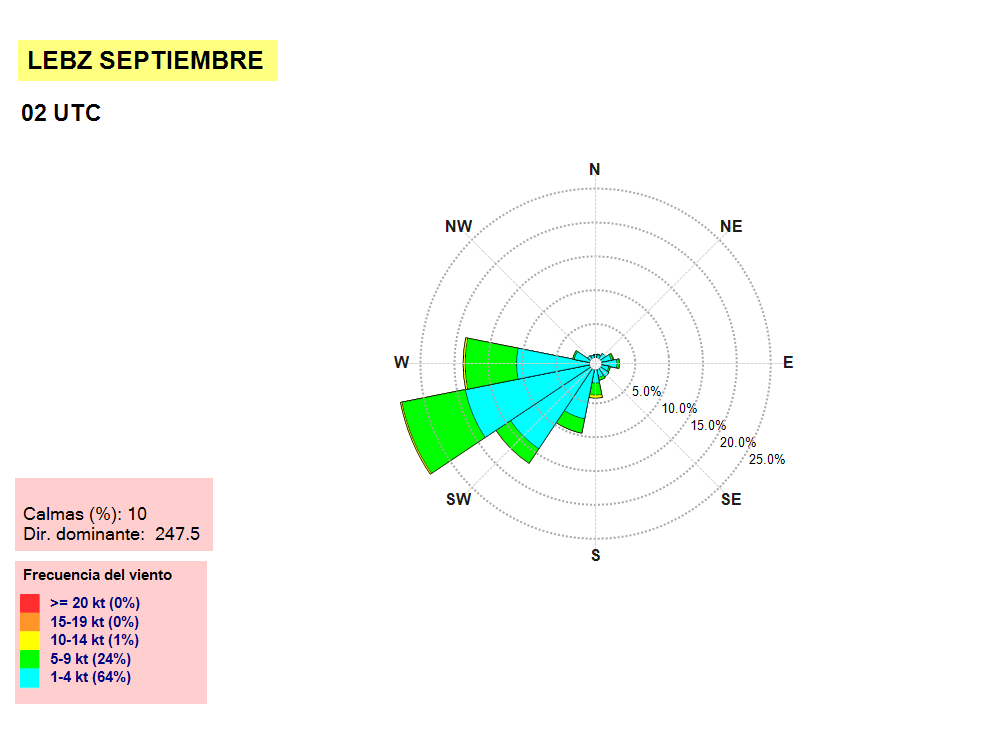 LEBZ SEPTIEMBRE
02 UTC
N
NW
NE
W
E
5.0%
10.0%
15.0%
20.0%
25.0%
SW
SE
S
Calmas (%): 10
Dir. dominante: 247.5
Frecuencia del viento
>= 20 kt (0%)
15-19 kt (0%)
10-14 kt (1%)
5-9 kt (24%)
1-4 kt (64%)